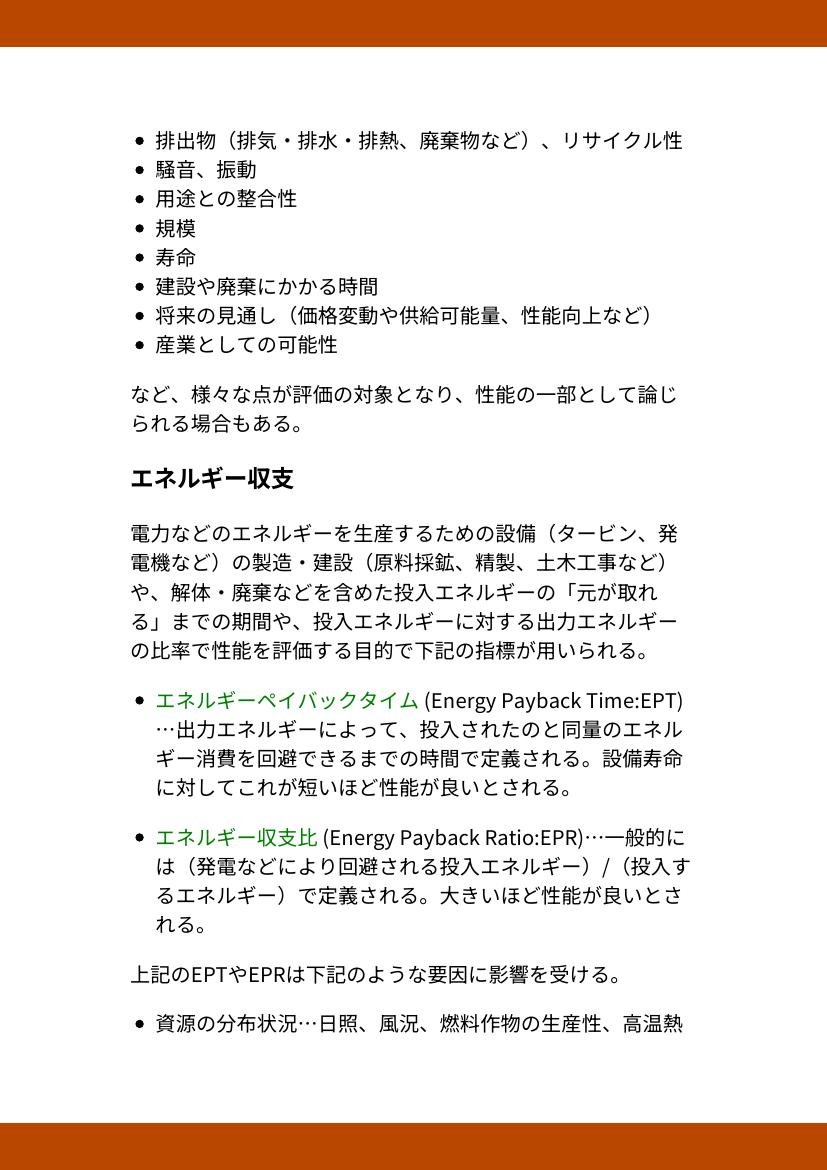 • 排出物（排気・排水・排熱、廃棄物など）、リサイクル性
• 騒音、振動
• 用途との整合性
• 規模
• 寿命
• 建設や廃棄にかかる時間
• 将来の見通し（価格変動や供給可能量、性能向上など）
• 産業としての可能性
など、様々な点が評価の対象となり、性能の一部として論じ
られる場合もある。
エネルギー収支
電力などのエネルギーを生産するための設備（タービン、発
電機など）の製造・建設（原料採鉱、精製、土木工事など）
や、解体・廃棄などを含めた投入エネルギーの「元が取れ
る」までの期間や、投入エネルギーに対する出力エネルギー
の比率で性能を評価する目的で下記の指標が用いられる。
• エネルギーペイバックタイム (Energy Payback Time:EPT)
…出力エネルギーによって、投入されたのと同量のエネル
ギー消費を回避できるまでの時間で定義される。設備寿命
に対してこれが短いほど性能が良いとされる。
• エネルギー収支比 (Energy Payback Ratio:EPR)…一般的に
は（発電などにより回避される投入エネルギー）/（投入す
るエネルギー）で定義される。大きいほど性能が良いとさ
れる。
上記のEPTやEPRは下記のような要因に影響を受ける。
• 資源の分布状況…日照、風況、燃料作物の生産性、高温熱